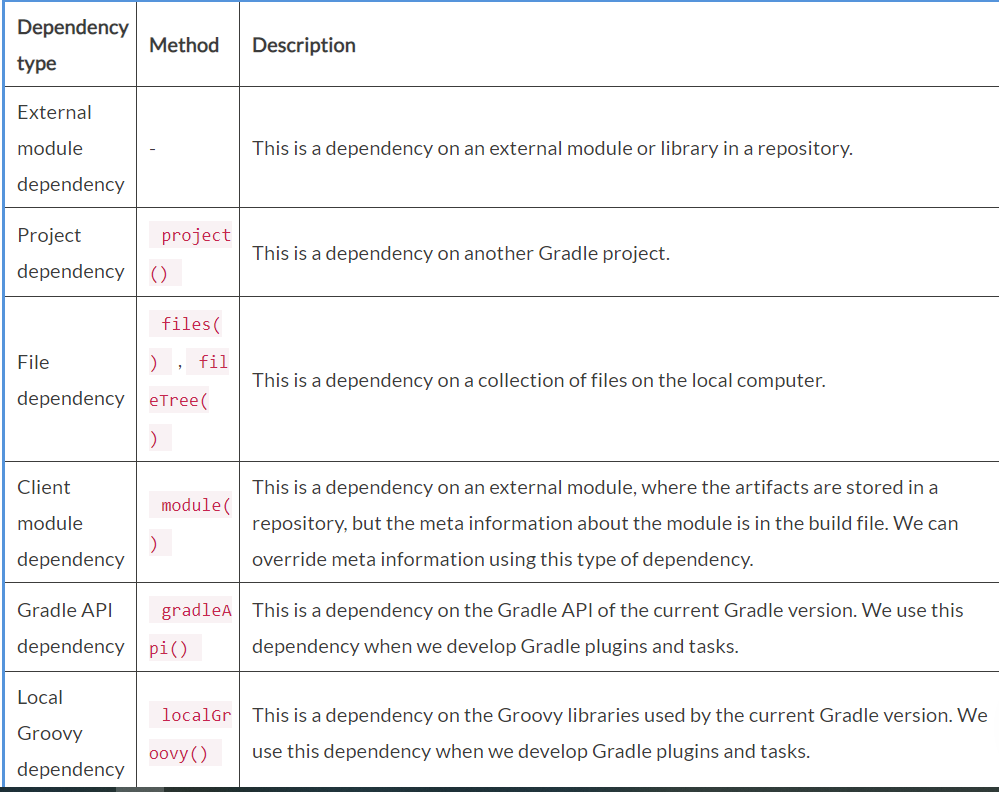 Dependency
type
Method
Description
External
module
dependency
-
This is a dependency on an external module or library in a repository.
Project
dependency
project
()
This is a dependency on another Gradle project.
File
dependency
files(
) , fil
eTree(
)
This is a dependency on a collection of files on the local computer.
Client
module
dependency
module(
)
This is a dependency on an external module, where the artifacts are stored in a
repository, but the meta information about the module is in the build file. We can
override meta information using this type of dependency.
Gradle API
dependency
gradleA
pi()
This is a dependency on the Gradle API of the current Gradle version. We use this
dependency when we develop Gradle plugins and tasks.
Local
Groovy
dependency
localGr
oovy()
This is a dependency on the Groovy libraries used by the current Gradle version. We
use this dependency when we develop Gradle plugins and tasks.